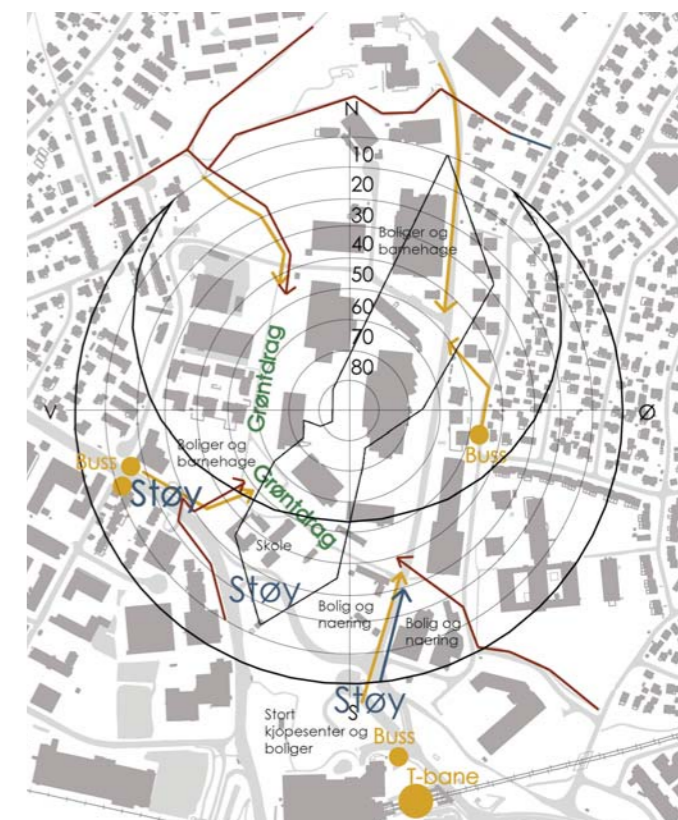 N
10
20
30
40
50
60
70
80
Boliger og
barnehage
Grøntdrag
V
Ø
Boliger og
barnehage
Buss
Buss
Støy
Grøntdrag
Skole
Støy
Bolig og
næring
Bolig og
næring
Støy
S
Stort
kjøpesenter og
boliger
Buss
T-bane